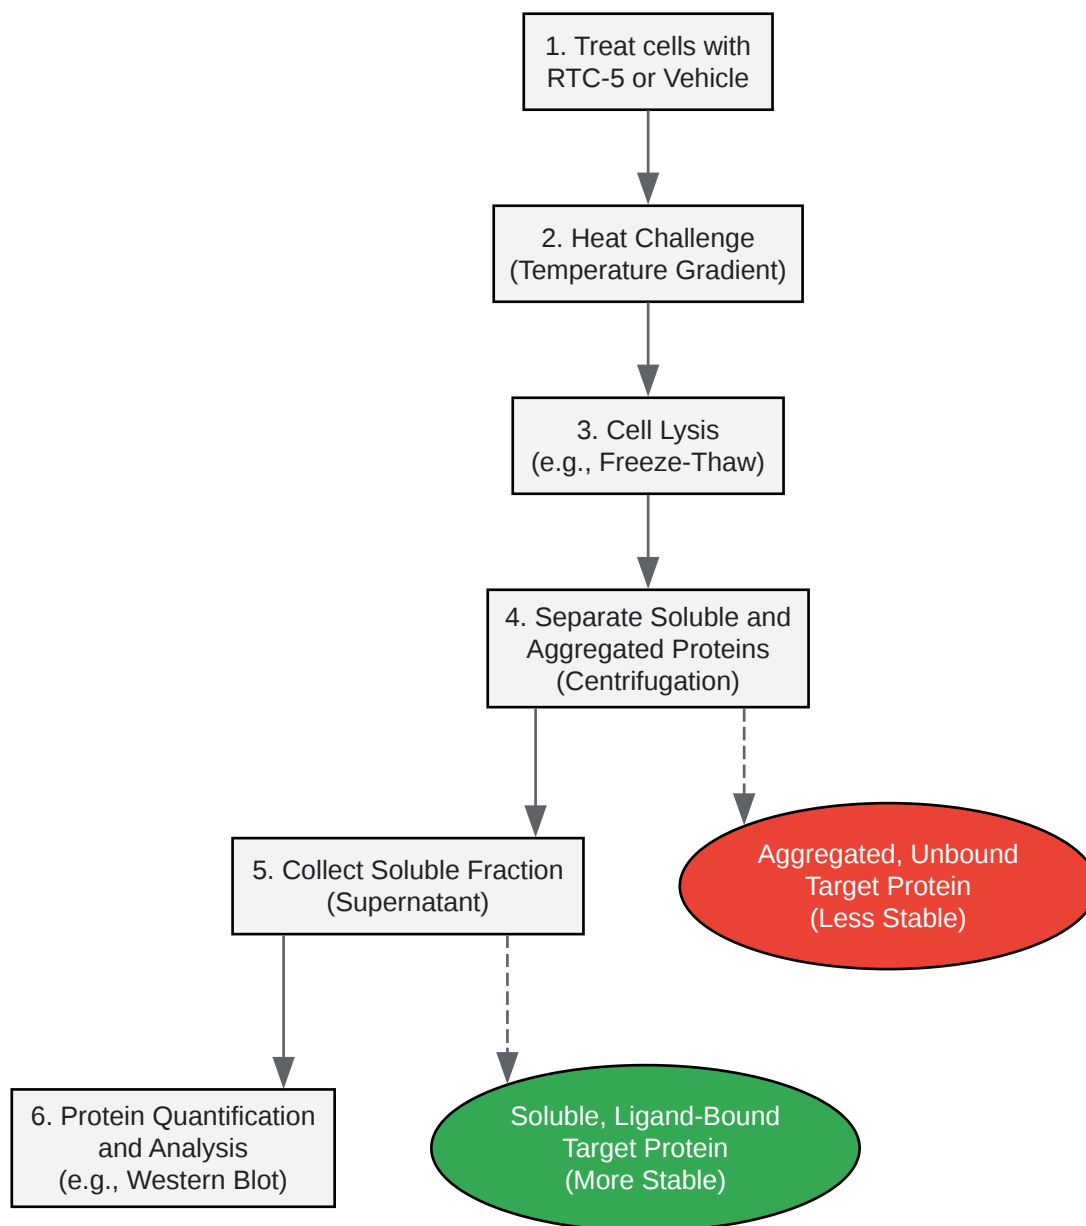 1. Treat cells with
RTC-5 or Vehicle
2. Heat Challenge
(Temperature Gradient)
3. Cell Lysis
(e.g., Freeze-Thaw)
4. Separate Soluble and
Aggregated Proteins
(Centrifugation)
5. Collect Soluble Fraction
(Supernatant)
Aggregated, Unbound
Target Protein
(Less Stable)
6. Protein Quantification
and Analysis
(e.g., Western Blot)
Soluble, Ligand-Bound
Target Protein
(More Stable)